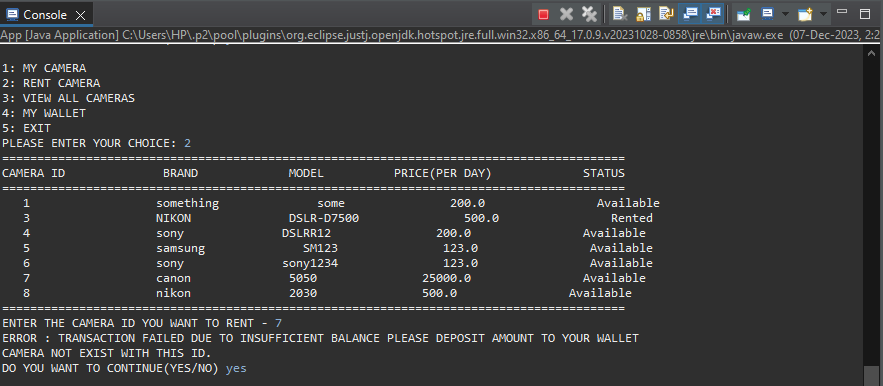 Console
App [Java Application] C:\Users\HP\.p2\pool\plugins\org.eclipse.justj.openjdk.hotspot.jre.full.win32.x86_64_17.0.9.v20231028-0858\jre\bin\javaw.exe (07-Dec-2023, 2:2
1: MY CAMERA
2: RENT CAMERA
3: VIEW ALL CAMERAS
4: MY WALLET
5: EXIT
PLEASE ENTER YOUR CHOICE: 2
=========================================================================================
CAMERA ID BRAND MODEL PRICE(PER DAY) STATUS
=========================================================================================
1 something some 200.0 Available
3 NIKON DSLR-D7500 500.0 Rented
4 sony DSLRR12 200.0 Available
5 samsung SM123 123.0 Available
6 sony sony1234 123.0 Available
7 canon 5050 25000.0 Available
8 nikon 2030 500.0 Available
=========================================================================================
ENTER THE CAMERA ID YOU WANT TO RENT - 7
ERROR : TRANSACTION FAILED DUE TO INSUFFICIENT BALANCE PLEASE DEPOSIT AMOUNT TO YOUR WALLET
CAMERA NOT EXIST WITH THIS ID.
DO YOU WANT TO CONTINUE(YES/NO) yes